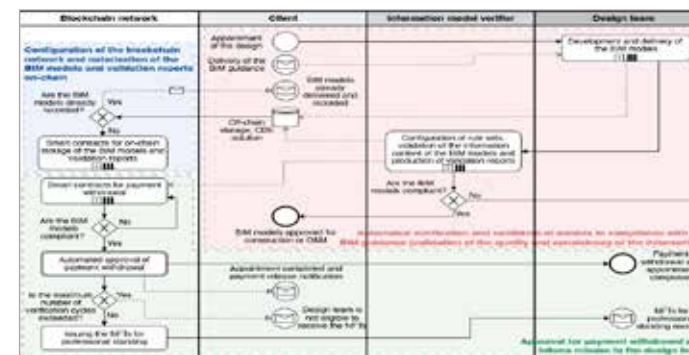 Blockchain network
Client
Information model verifier
Design team
Configuration of the blockchain
network and notarisation of the
BIM models and validation reports
on-chain
Are the BIM
models already
recorded?
Yes
No
Smart contracts for on-chain
storage of the BIM models and
validation reports
Smart contracts for payment
withdrawal
Are the BIM
models
compliant?
No
Yes
Automated approval of
payment withdrawal
Is the maximum
number of
verification cycles
exceeded?
Yes
No
Issuing the NFTs for
professional standing
Appointment
of the design
Delivery of the
BIM guidance
BIM models
already
delivered and
recorded
Off-chain
storage, CDE
solution
BIM models approved for
construction or O&M
Appointment completed and
payment release notification
Design team is
not eligible to
receive the NFTs
Configuration of rule sets,
validation of the information
content of the BIM models and
production of validation reports
Are the BIM
models compliant?
No
Yes
Development and delivery of
the BIM models
Payment
withdrawal
NFTs for